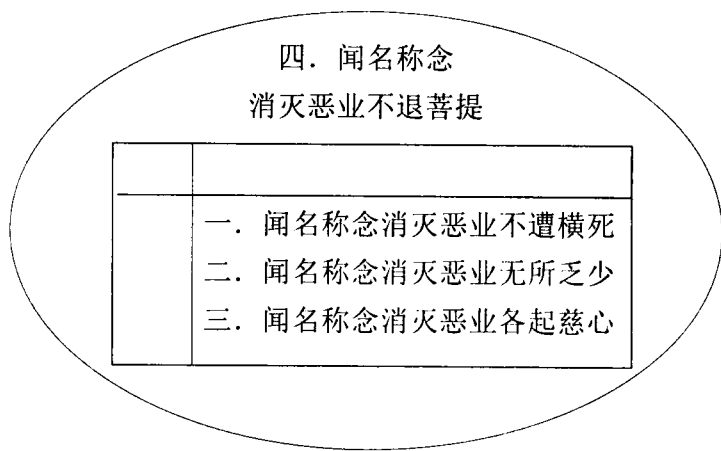 四．闻名称念
消灭恶业不退菩提
一．闻名称念消灭恶业不遭横死
二．闻名称念消灭恶业无所乏少
三．闻名称念消灭恶业各起慈心